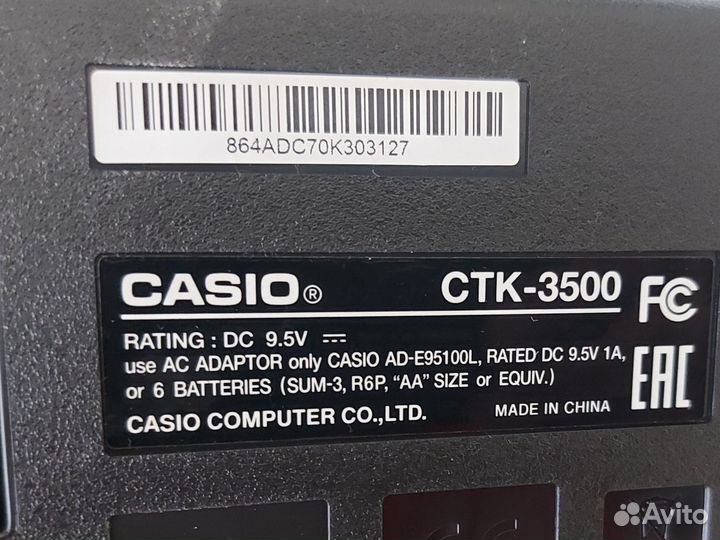 864ADC70K303127
CASIO® CTK-3500 FC
RATING : DC 9.5V
use AC ADAPTOR only CASIO AD-E95100L, RATED DC 9.5V 1A,
or 6 BATTERIES (SUM-3, R6P, “AA” SIZE or EQUIV.)
EAC
CASIO COMPUTER CO.,LTD. MADE IN CHINA
Avito